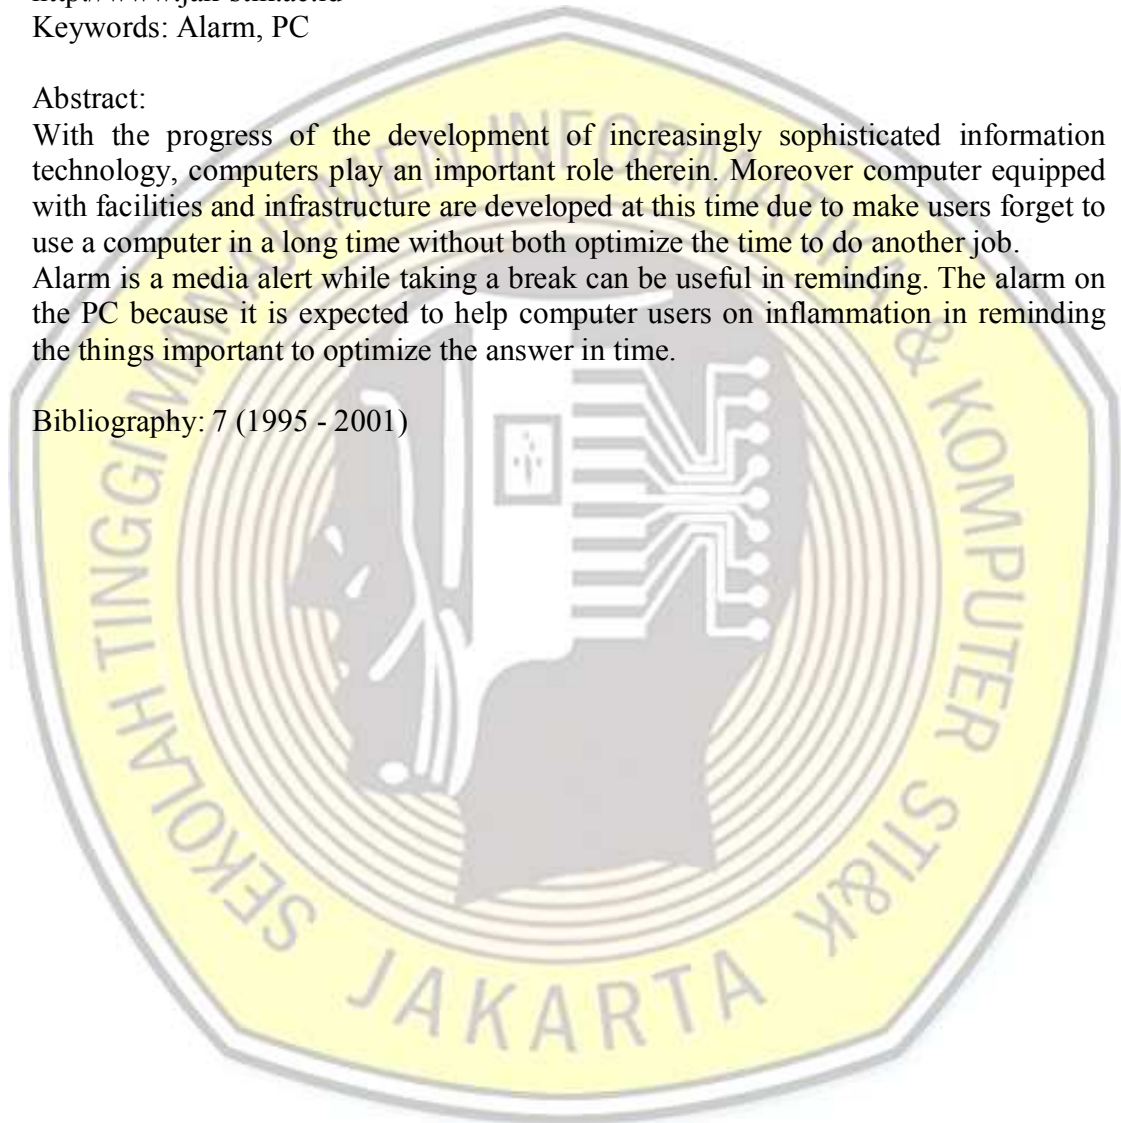 Keywords: Alarm, PC
Abstract:
With the progress of the development of increasingly sophisticated information
technology, computers play an important role therein. Moreover computer equipped
with facilities and infrastructure are developed at this time due to make users forget to
use a computer in a long time without both optimize the time to do another job.
Alarm is a media alert while taking a break can be useful in reminding. The alarm on
the PC because it is expected to help computer users on inflammation in reminding
the things important to optimize the answer in time.
Bibliography: 7 (1995 - 2001)
SEKOLAH TINGGI MANAJEMEN INFORMATIKA & KOMPUTER STI&K
JAKARTA